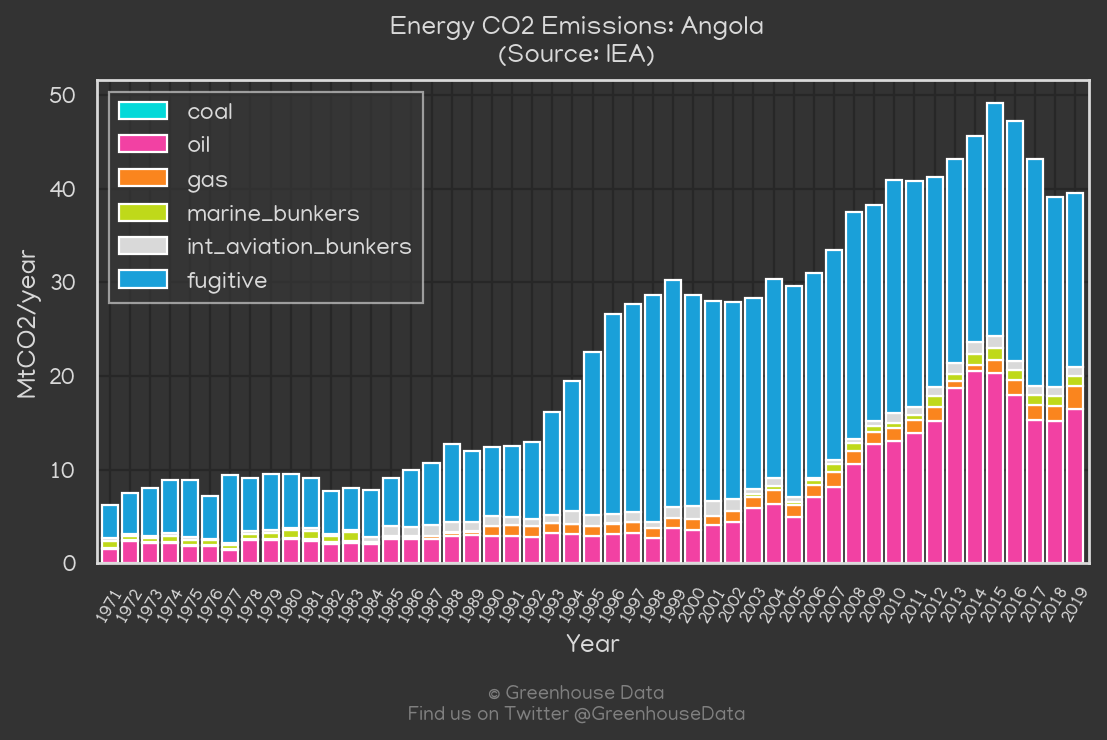 Energy CO2 Emissions: Angola
(Source: IEA)
50
40
30
20
10
0
MtCO2/year
coal
oil
gas
marine_bunkers
int_aviation_bunkers
fugitive
1971 1972 1973 1974 1975 1976 1977 1978 1979 1980 1981 1982 1983 1984 1985 1986 1987 1988 1989 1990 1991 1992 1993 1994 1995 1996 1997 1998 1999 2000 2001 2002 2003 2004 2005 2006 2007 2008 2009 2010 2011 2012 2013 2014 2015 2016 2017 2018 2019
Year
© Greenhouse Data
Find us on Twitter @GreenhouseData